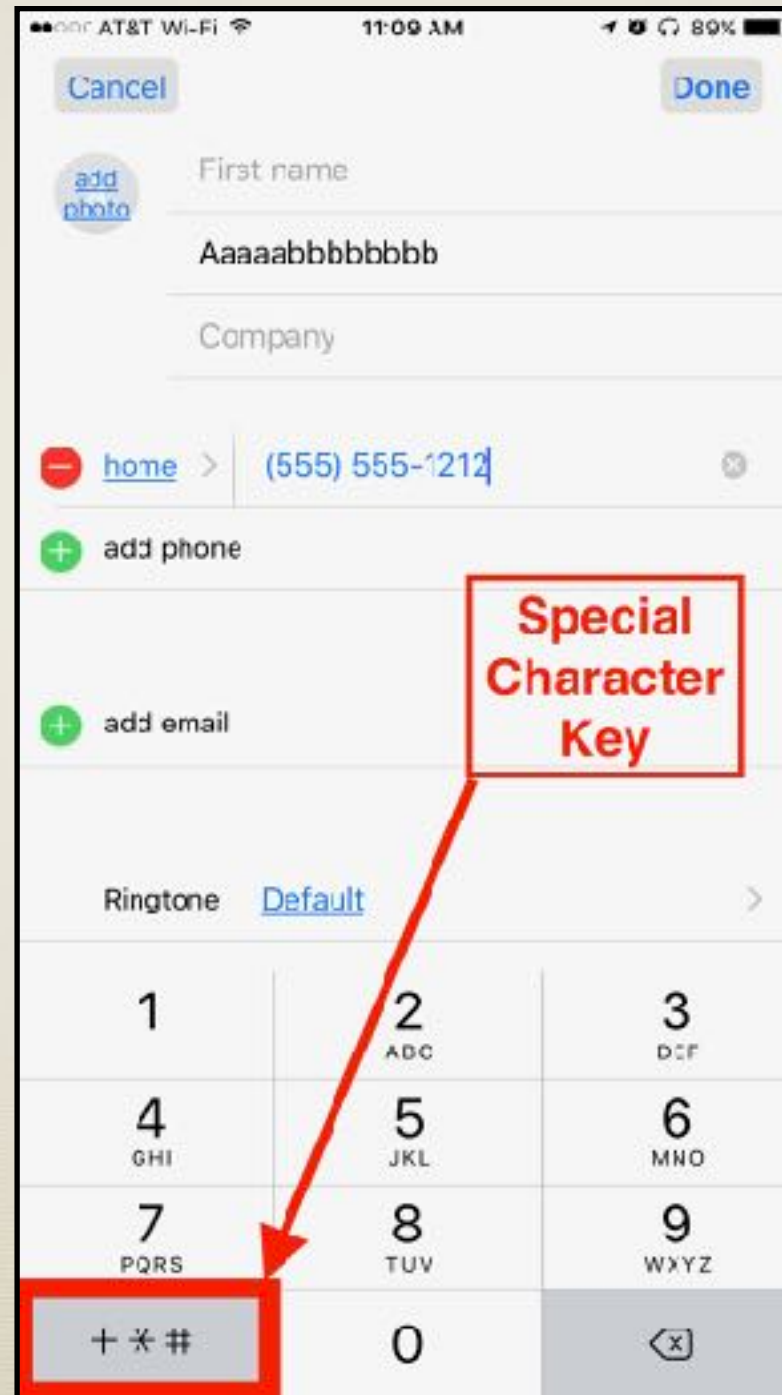 AT&T Wi-Fi 11:09 AM 89%
Cancel Done
add
photo
First name
Aaaaabbbbbbbbb
Company
home > (555) 555-1212
add phone
Special
Character
Key
add email
Ringtone Default >
1 2 3
ABC DEF
4 5 6
GHI JKL MNO
7 8 9
PQRS TUV WXYZ
+*# 0